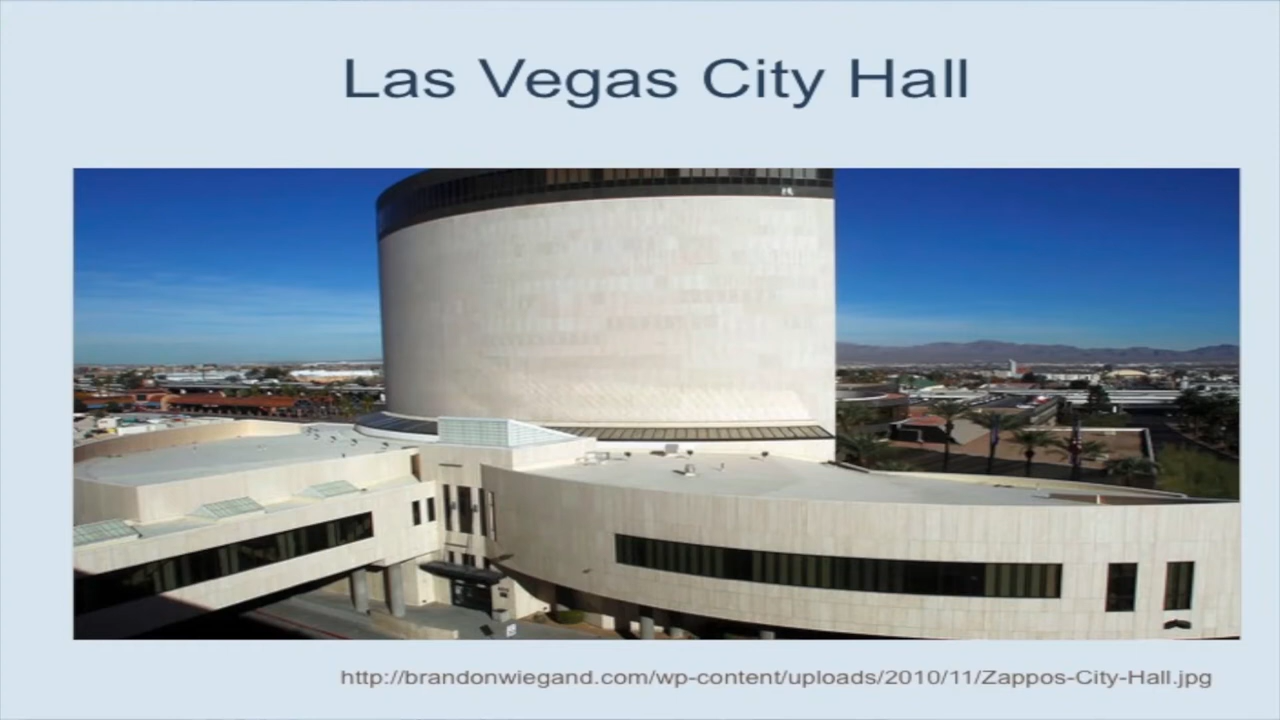 Las Vegas City Hall
http://brandonwiegand.com/wp-content/uploads/2010/11/Zappos-City-Hall.jpg